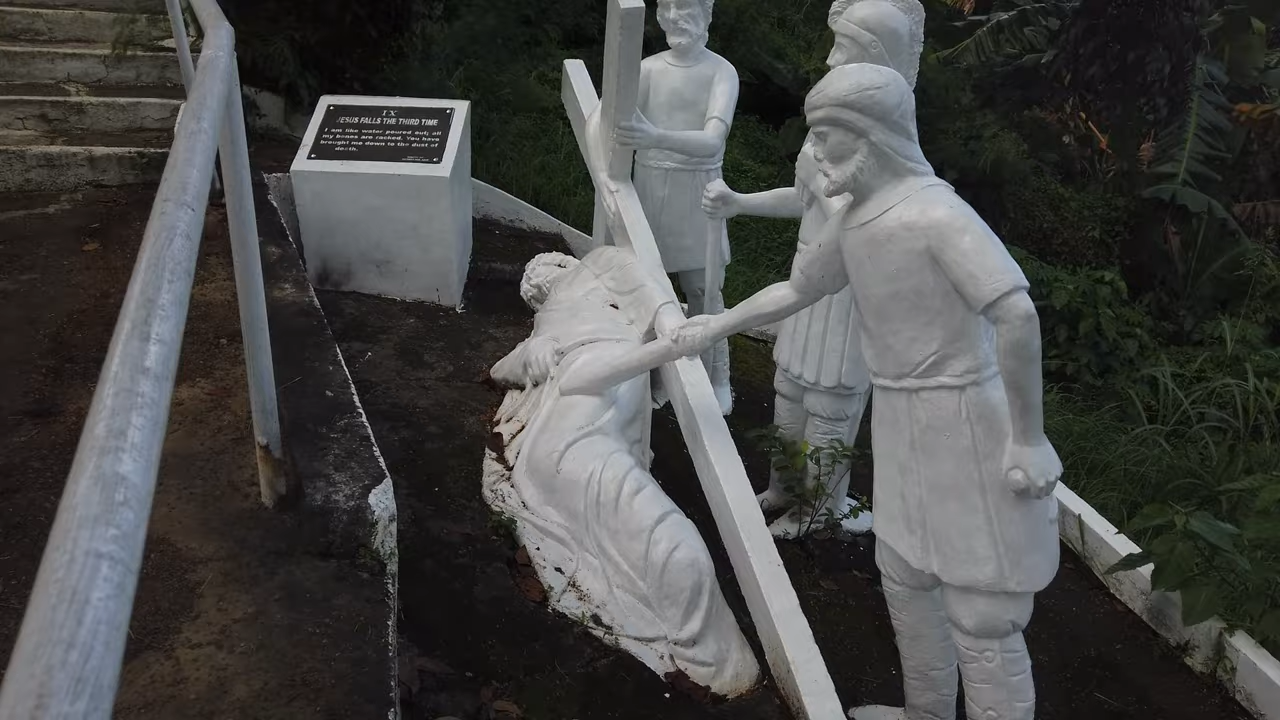 IX
JESUS FALLS THE THIRD TIME
I am like water poured out; all
my bones are racked. You have
brought me down to the dust of
death.